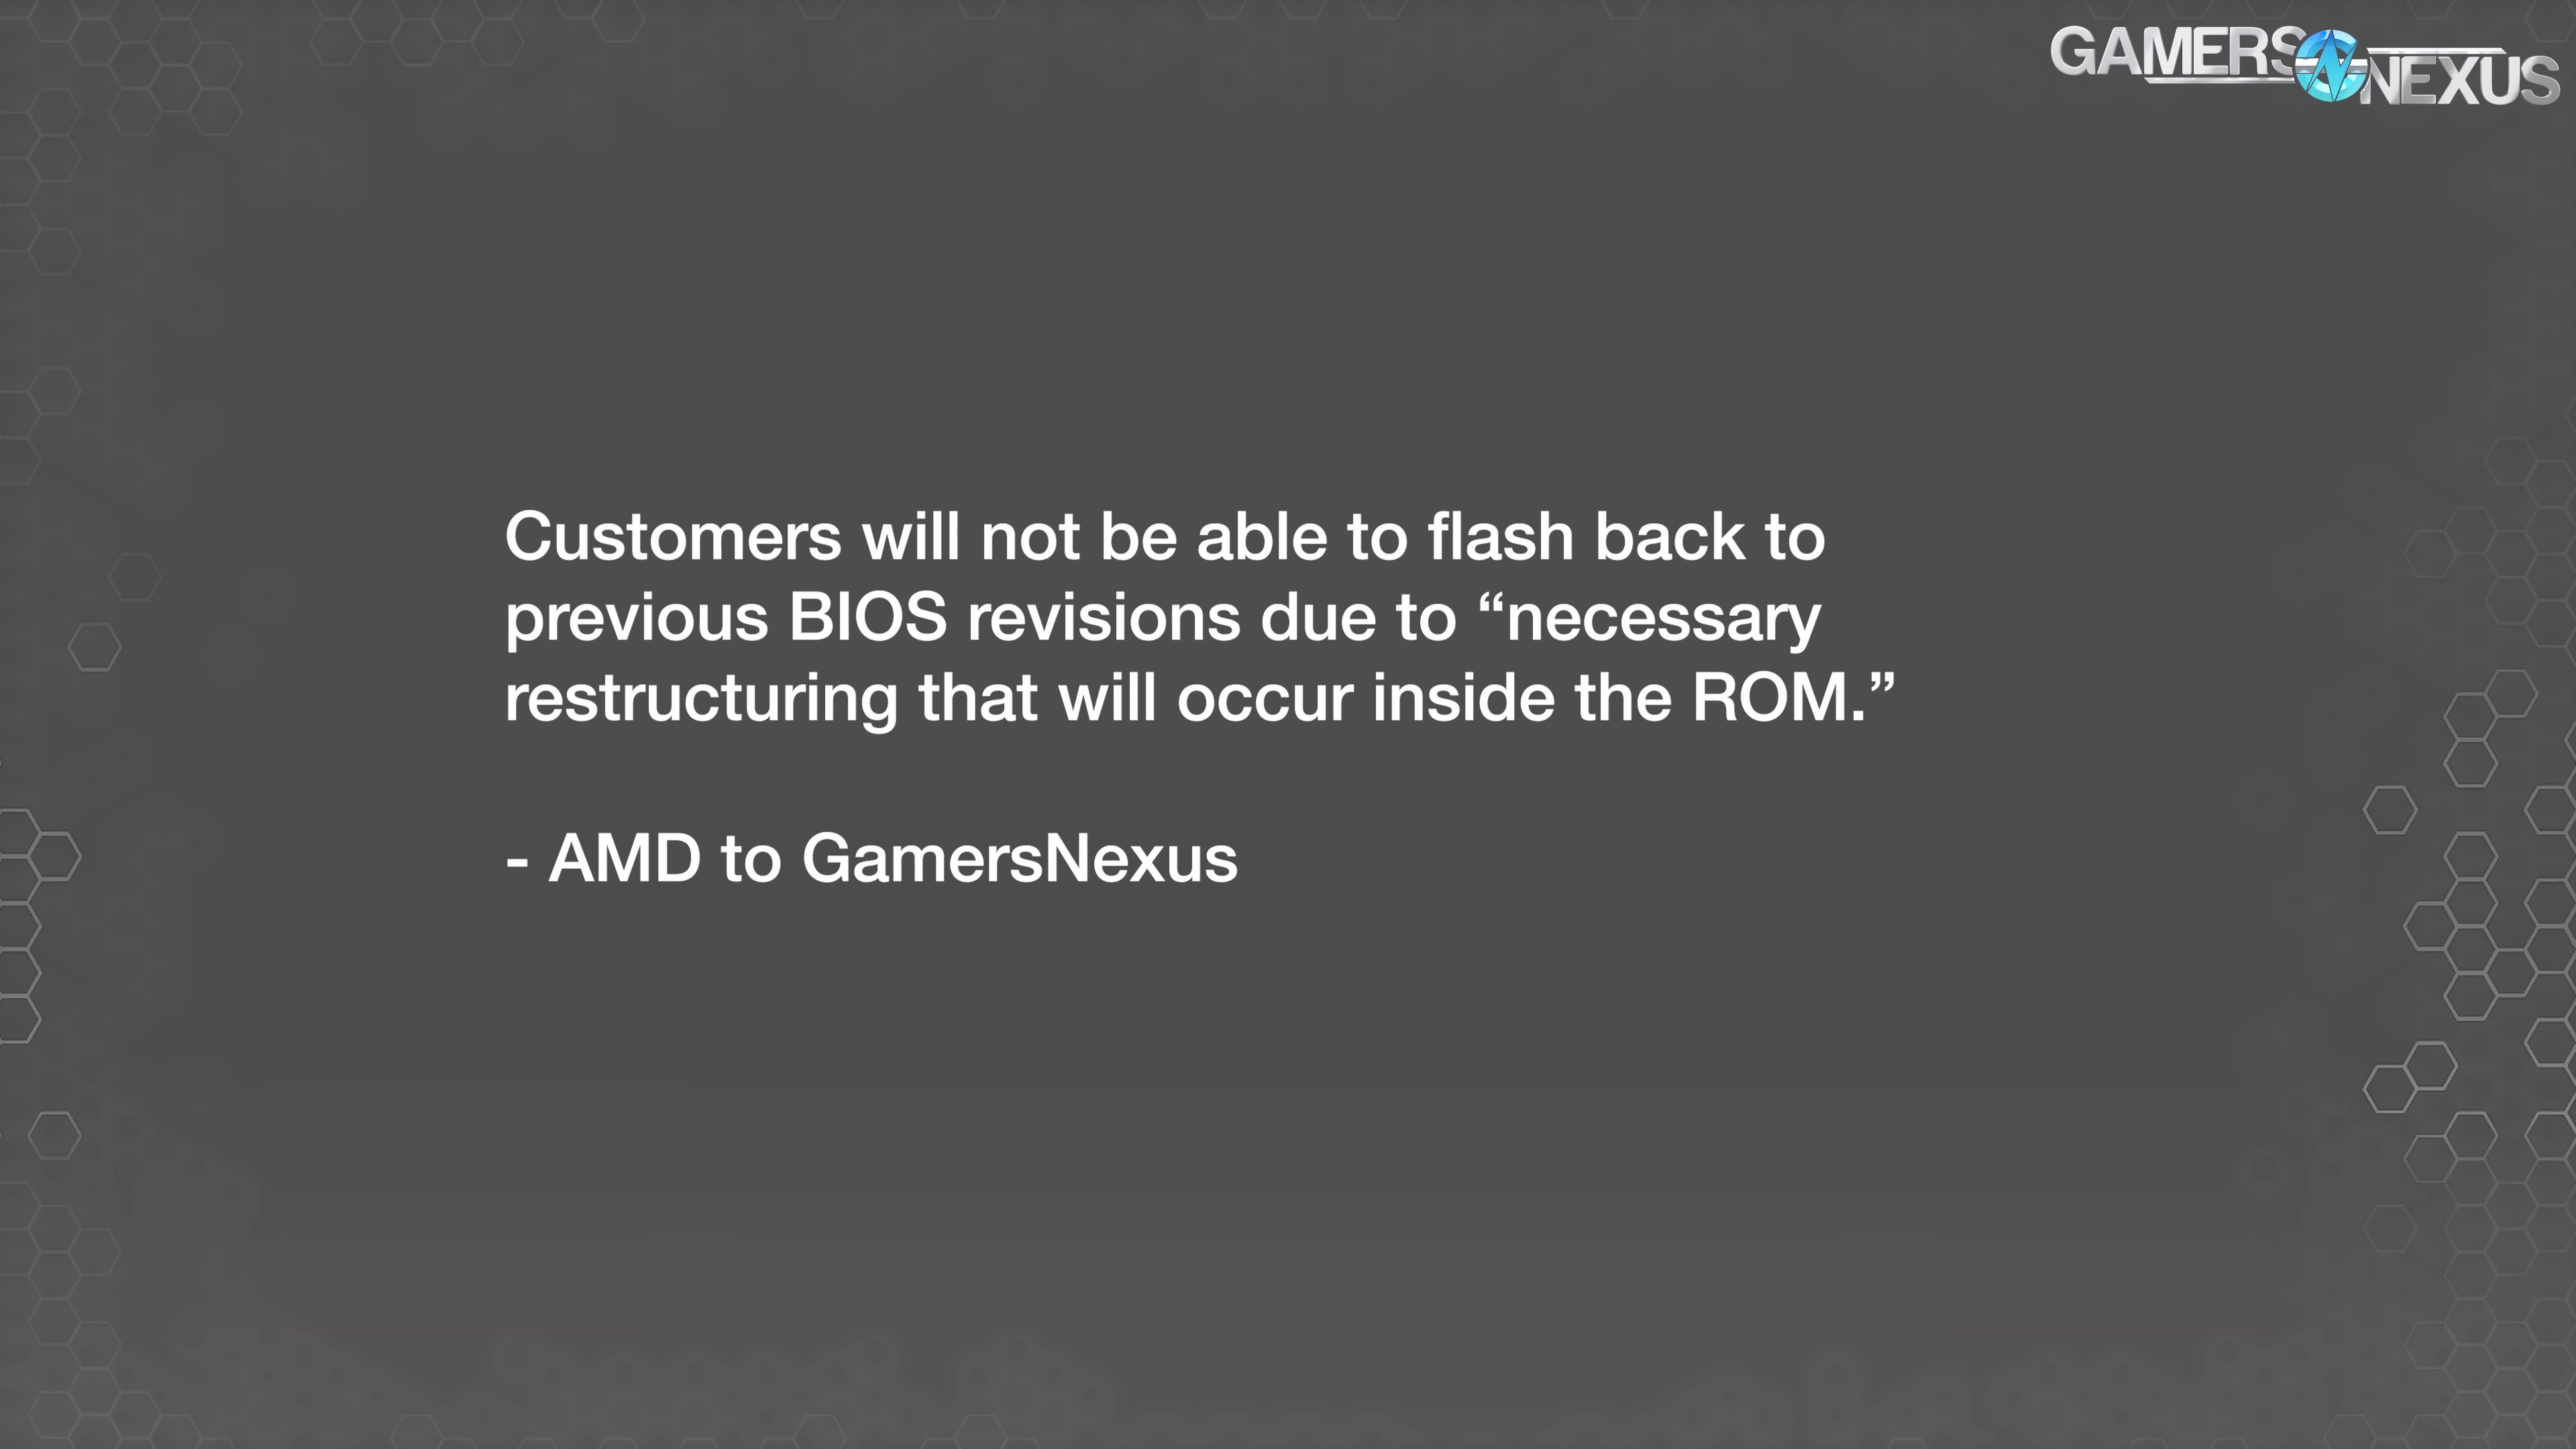 GAMERS NEXUS
Customers will not be able to flash back to
previous BIOS revisions due to “necessary
restructuring that will occur inside the ROM.”
- AMD to GamersNexus